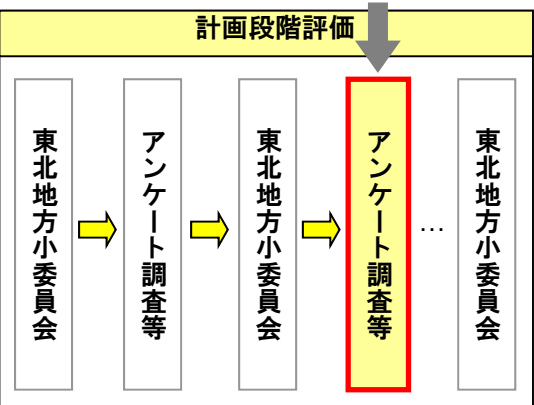 計画段階評価
東北地方小委員会
アンケート調査等
東北地方小委員会
アンケート調査等
…
東北地方小委員会